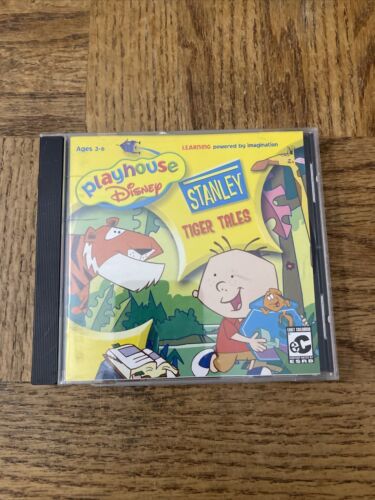 Ages 3-6
LEARNING powered by imagination
playhouse
Disney
STANLEY
TIGER TALES
EARLY CHILDHOOD
eC
ESRB